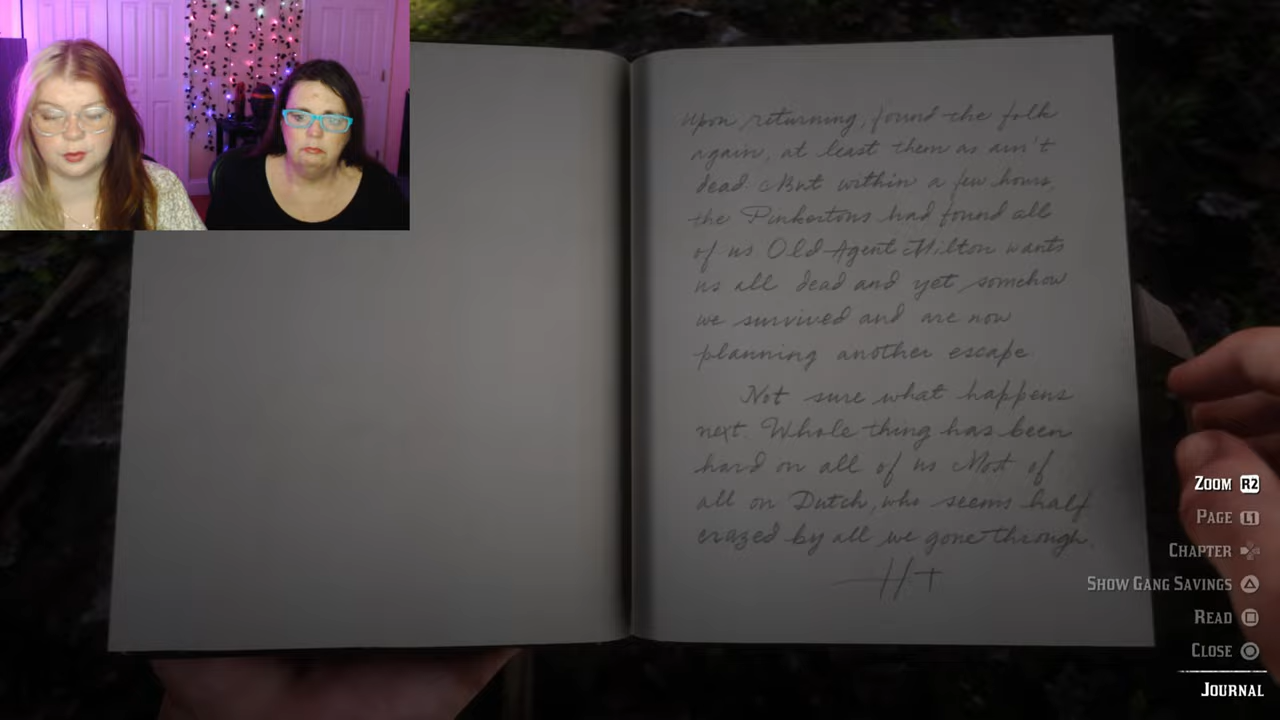 Upon returning, found the folk
again, at least them as ain't
dead. But within a few hours,
the Pinkertons had found all
of us Old Agent Milton wants
us all dead and yet somehow
we survived and are now
planning another escape.
Not sure what happens
next. Whole thing has been
hard on all of us Most of
all on Dutch, who seems half
crazed by all we gone through.
ZOOM R2
PAGE L1
CHAPTER
SHOW GANG SAVINGS
READ
CLOSE
JOURNAL